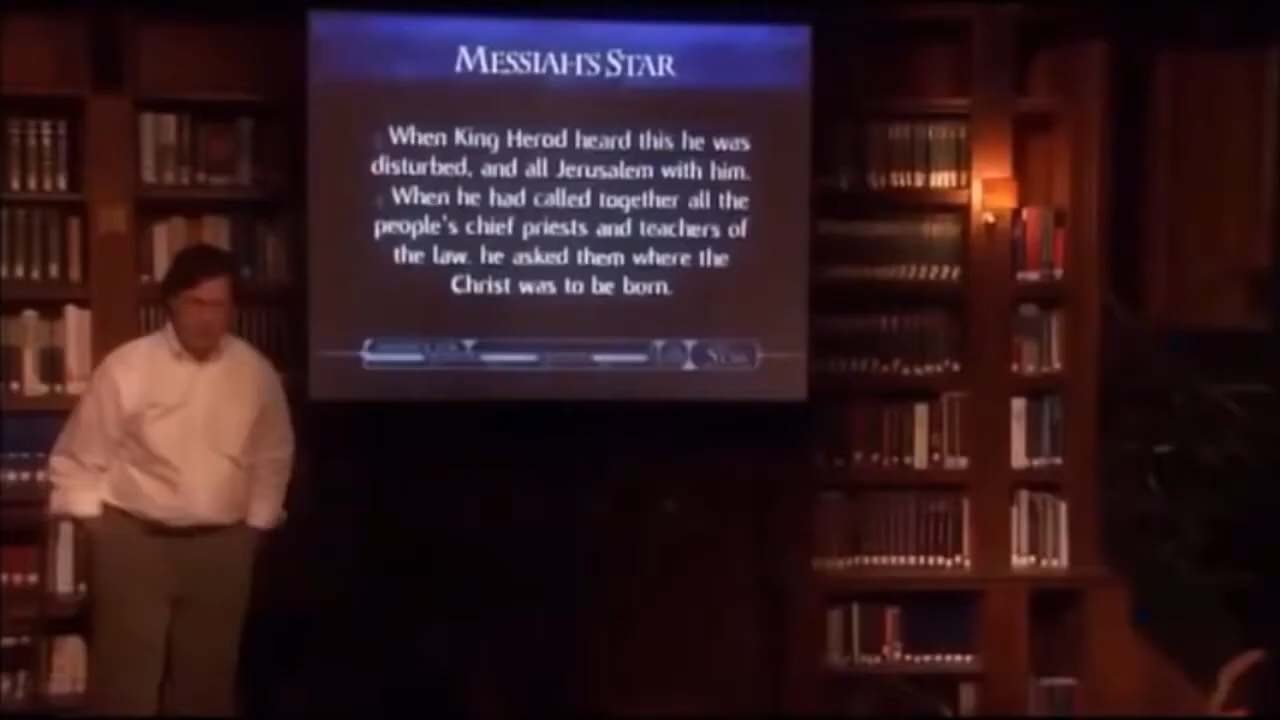 MESSIAH'S STAR
When King Herod heard this he was
disturbed, and all Jerusalem with him.
When he had called together all the
people's chief priests and teachers of
the law, he asked them where the
Christ was to be born.
STAR